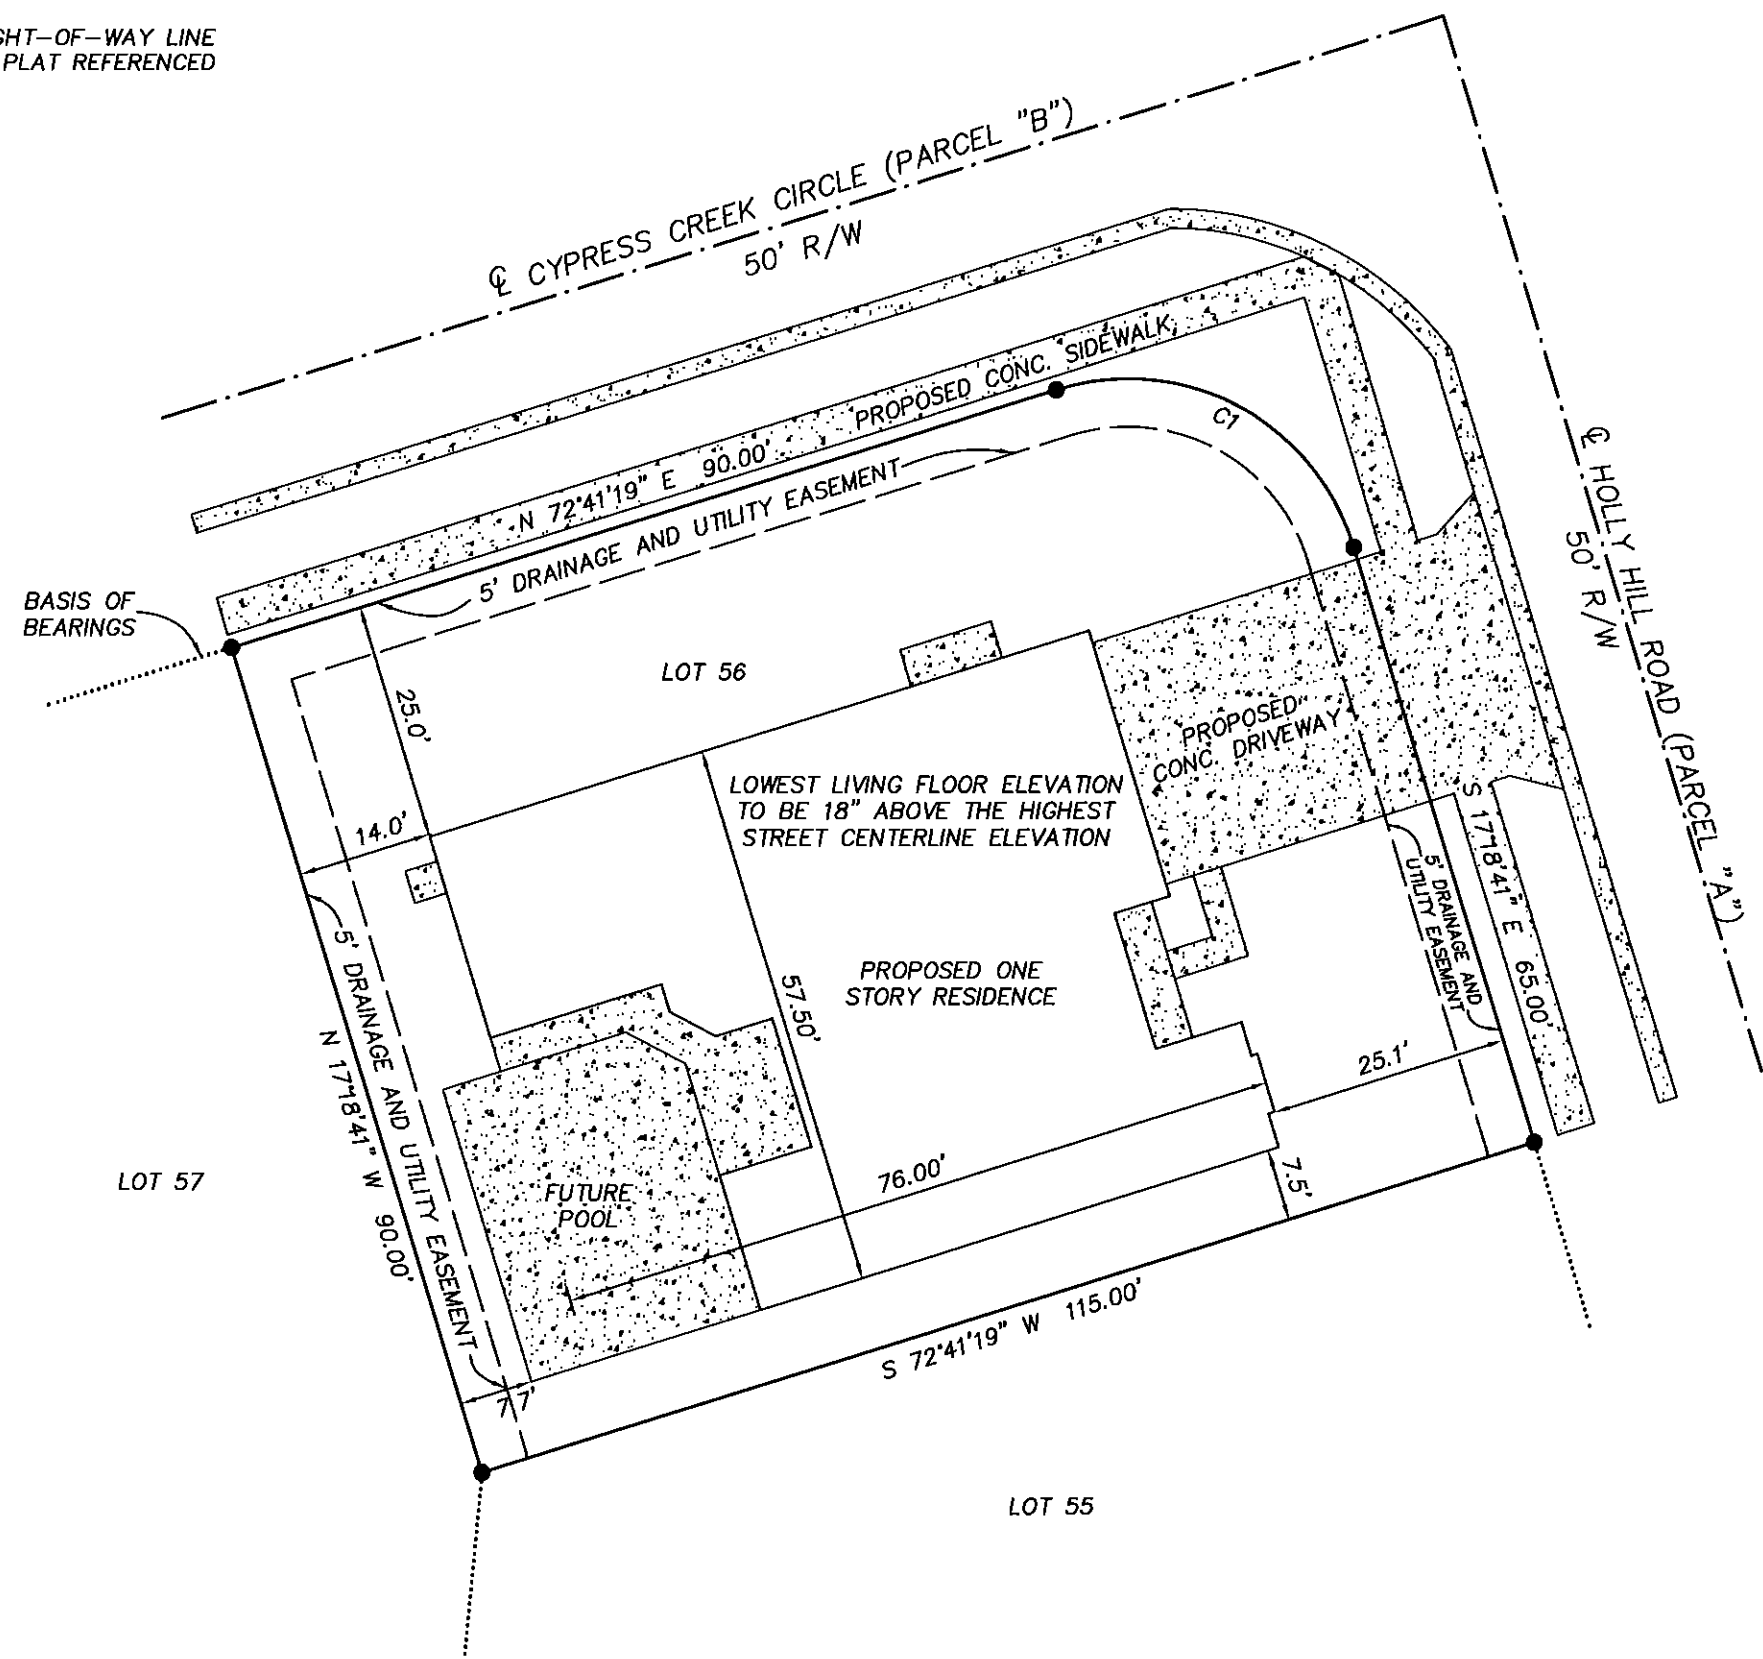 GHT-OF-WAY LINE
PLAT REFERENCED
℄ CYPRESS CREEK CIRCLE (PARCEL "B")
50' R/W
PROPOSED CONC. SIDEWALK
C1
N 72°41'19" E 90.00'
5' DRAINAGE AND UTILITY EASEMENT
℄ HOLLY HILL ROAD (PARCEL "A")
50' R/W
BASIS OF
BEARINGS
LOT 56
25.0'
PROPOSED
CONC. DRIVEWAY
LOWEST LIVING FLOOR ELEVATION
TO BE 18" ABOVE THE HIGHEST
STREET CENTERLINE ELEVATION
14.0'
S 17°18'41" E 65.00'
5' DRAINAGE AND
UTILITY EASEMENT
5' DRAINAGE AND UTILITY EASEMENT
N 17°18'41" W 90.00'
PROPOSED ONE
STORY RESIDENCE
57.50'
25.1'
76.00'
7.5'
LOT 57
FUTURE
POOL
7.7'
S 72°41'19" W 115.00'
LOT 55